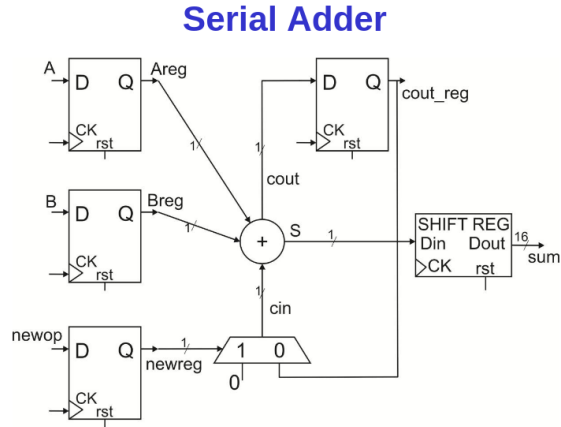 Serial Adder
A
D Q
Areg
CK
rst
1
D Q
cout_reg
CK
rst
1
cout
B
D Q
Breg
CK
rst
1
+
S
1
SHIFT REG
Din Dout
CK rst
16
sum
1
cin
newop
D Q
newreg
CK
rst
1
1 0
0